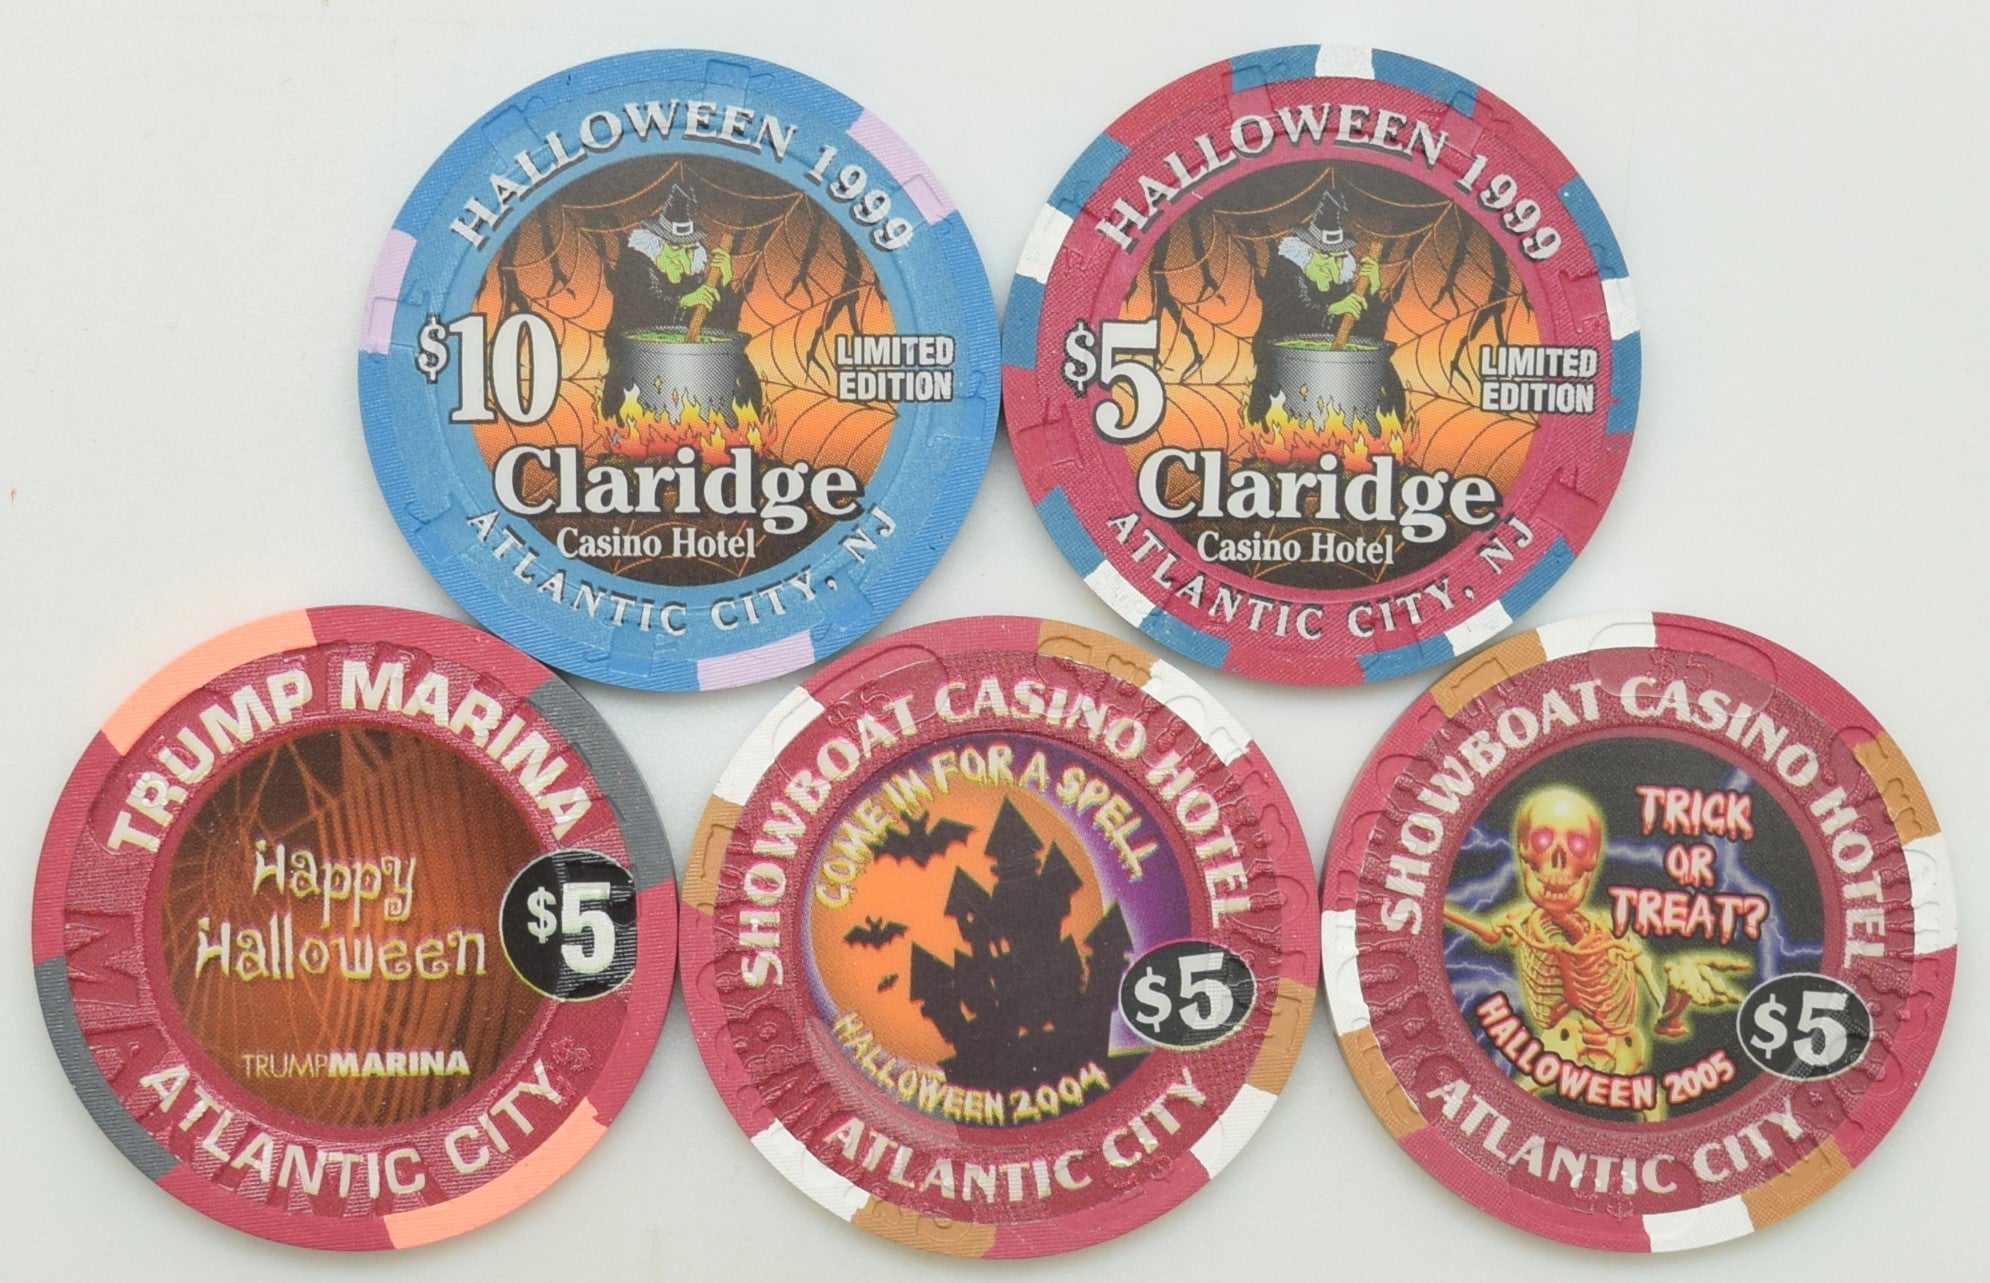 HALLOWEEN 1999
$10
LIMITED
EDITION
Claridge
Casino Hotel
ATLANTIC CITY, NJ
HALLOWEEN 1999
$5
LIMITED
EDITION
Claridge
Casino Hotel
ATLANTIC CITY, NJ
TRUMP MARINA
Happy
Halloween
$5
TRUMPMARINA
ATLANTIC CITY
SHOWBOAT CASINO HOTEL
COME IN FOR A SPELL
$5
HALLOWEEN 2004
ATLANTIC CITY
SHOWBOAT CASINO HOTEL
TRICK
OR
TREAT?
$5
HALLOWEEN 2005
ATLANTIC CITY